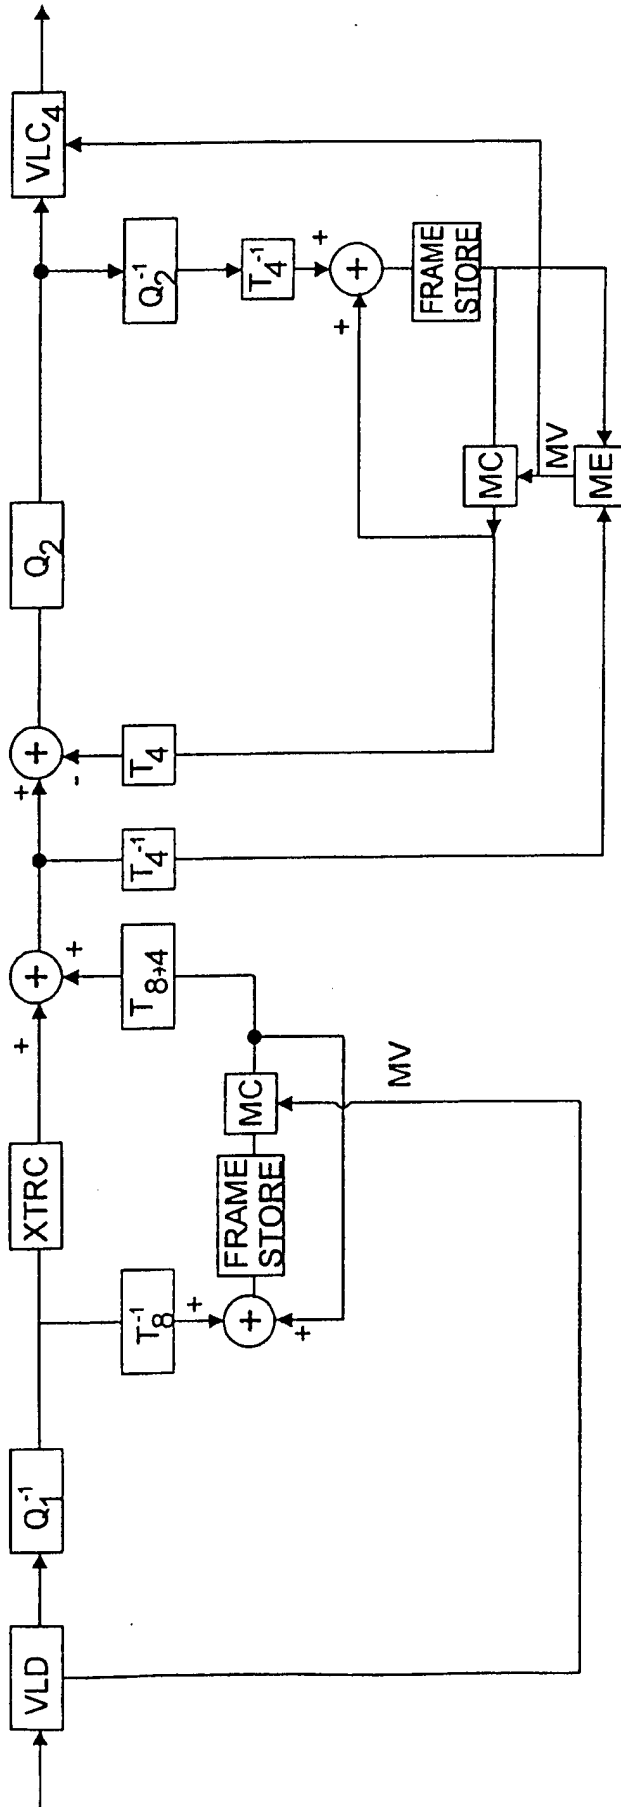 VLD
Q₁⁻¹
XTRC
+
+
+
+
+
-
Q₂
VLC₄
T₈⁻¹
+
+
+
FRAME
STORE
MC
MV
T₈→₄
T₄⁻¹
T₄
Q₂⁻¹
T₄⁻¹
+
+
+
FRAME
STORE
MC
MV
ME